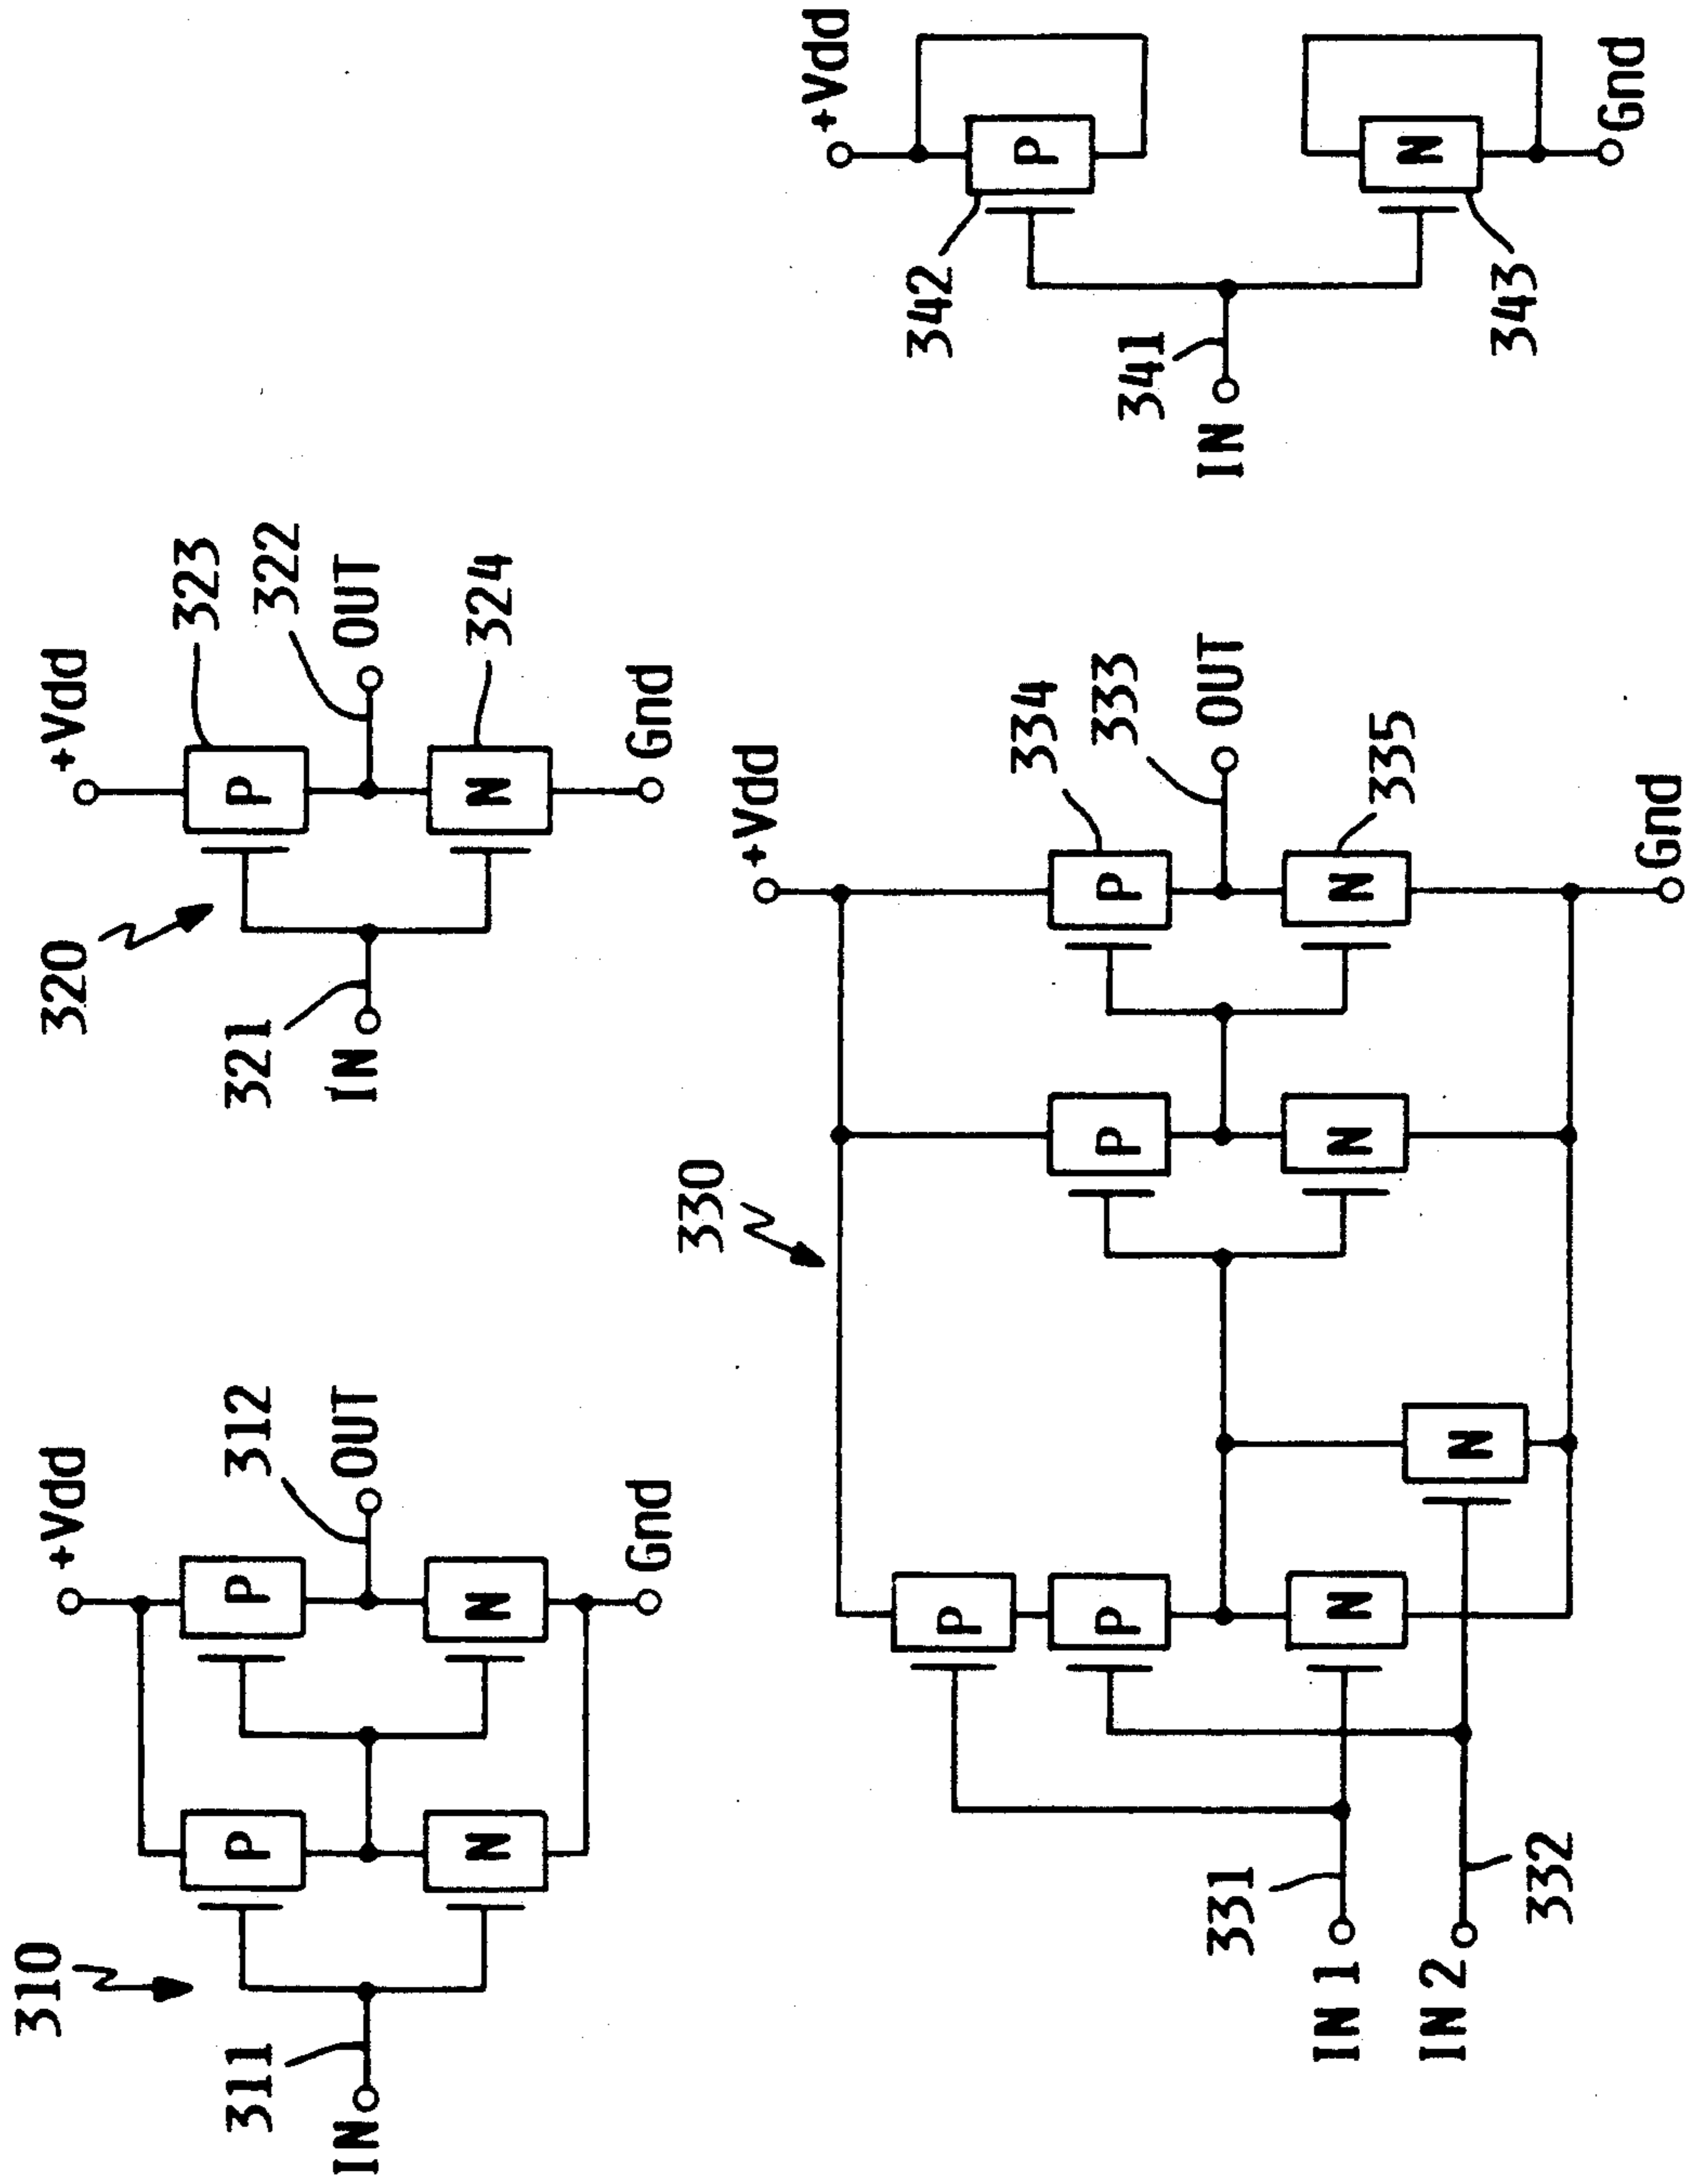 310
311
IN
+Vdd
312
OUT
Gnd
P
P
N
N
320
321
IN
+Vdd
323
322
OUT
324
Gnd
P
N
330
+Vdd
334
333
OUT
335
Gnd
P
P
P
P
N
N
N
N
331
IN 1
IN 2
332
+Vdd
342
P
341
IN
N
343
Gnd